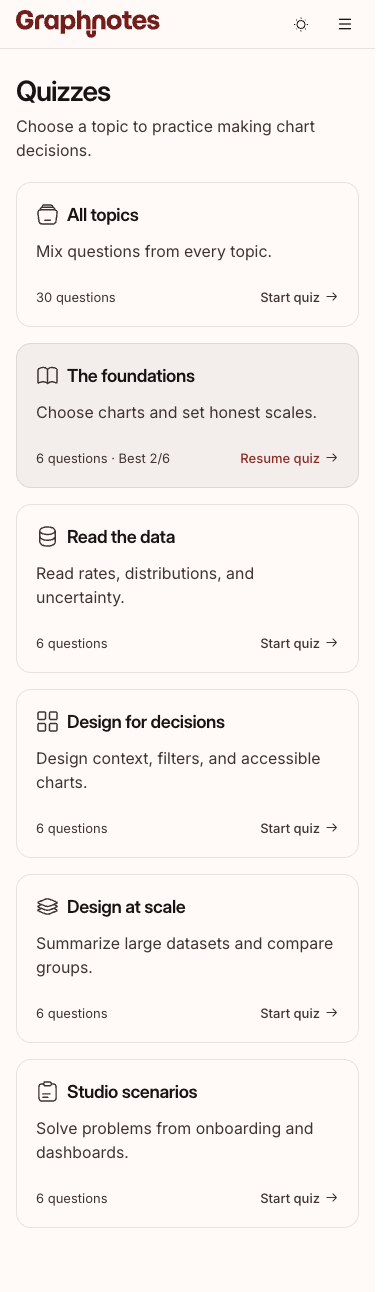 Graphnotes
Quizzes
Choose a topic to practice making chart
decisions.
All topics
Mix questions from every topic.
30 questions
Start quiz →
The foundations
Choose charts and set honest scales.
6 questions · Best 2/6
Resume quiz →
Read the data
Read rates, distributions, and
uncertainty.
6 questions
Start quiz →
Design for decisions
Design context, filters, and accessible
charts.
6 questions
Start quiz →
Design at scale
Summarize large datasets and compare
groups.
6 questions
Start quiz →
Studio scenarios
Solve problems from onboarding and
dashboards.
6 questions
Start quiz →